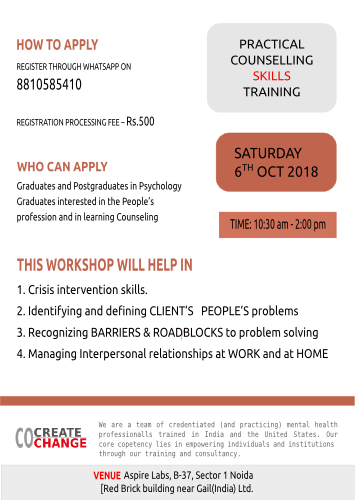 HOW TO APPLY
REGISTER THROUGH WHATSAPP ON
8810585410
REGISTRATION PROCESSING FEE – Rs.500
PRACTICAL
COUNSELLING
SKILLS
TRAINING
SATURDAY
6TH OCT 2018
TIME: 10:30 am - 2:00 pm
WHO CAN APPLY
Graduates and Postgraduates in Psychology
Graduates interested in the People's
profession and in learning Counseling
THIS WORKSHOP WILL HELP IN
1. Crisis intervention skills.
2. Identifying and defining CLIENT'S PEOPLE'S problems
3. Recognizing BARRIERS & ROADBLOCKS to problem solving
4. Managing Interpersonal relationships at WORK and at HOME
CO CREATE
CHANGE
We are a team of credentiated (and practicing) mental health
professionalls trained in India and the United States. Our
core copetency lies in empowering individuals and institutions
through our training and consultancy.
VENUE Aspire Labs, B-37, Sector 1 Noida
[Red Brick building near Gail(India) Ltd.